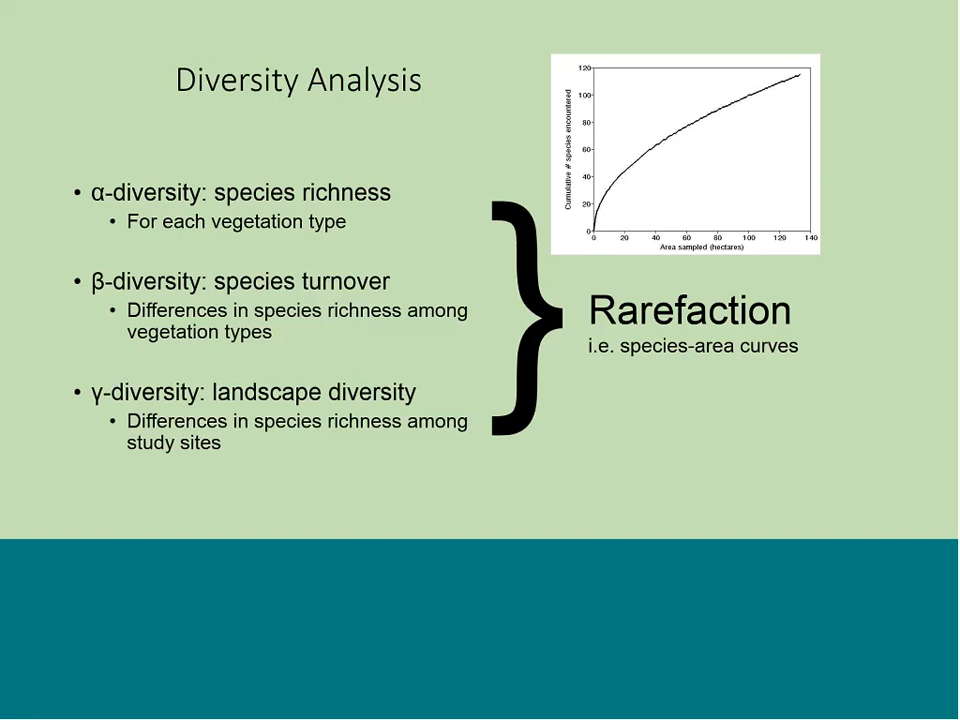 Diversity Analysis
• α-diversity: species richness
• For each vegetation type
• β-diversity: species turnover
• Differences in species richness among
vegetation types
• γ-diversity: landscape diversity
• Differences in species richness among
study sites
}
Cumulative # species encountered
120
100
80
60
40
20
0
0 20 40 60 80 100 120 140
Area sampled (hectares)
Rarefaction
i.e. species-area curves